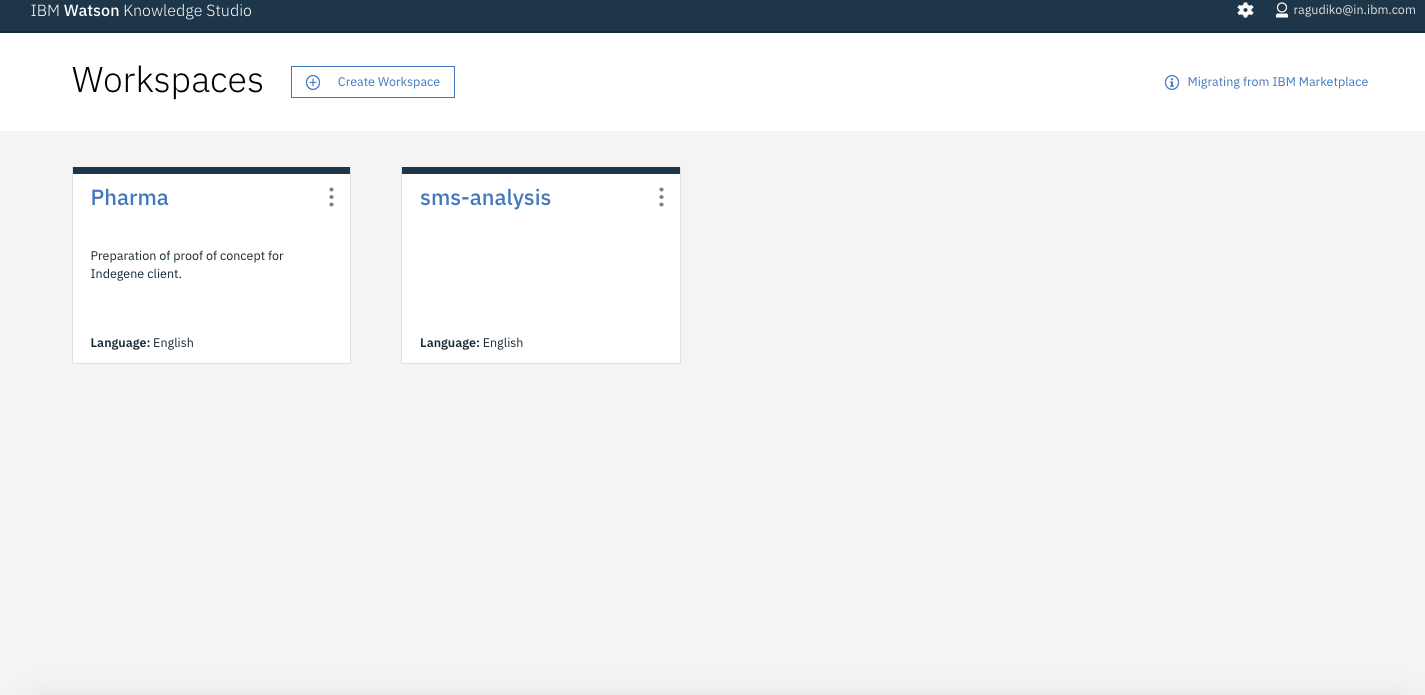 IBM Watson Knowledge Studio
ragudiko@in.ibm.com
Workspaces
Create Workspace
Migrating from IBM Marketplace
Pharma
Preparation of proof of concept for
Indegene client.
Language: English
sms-analysis
Language: English